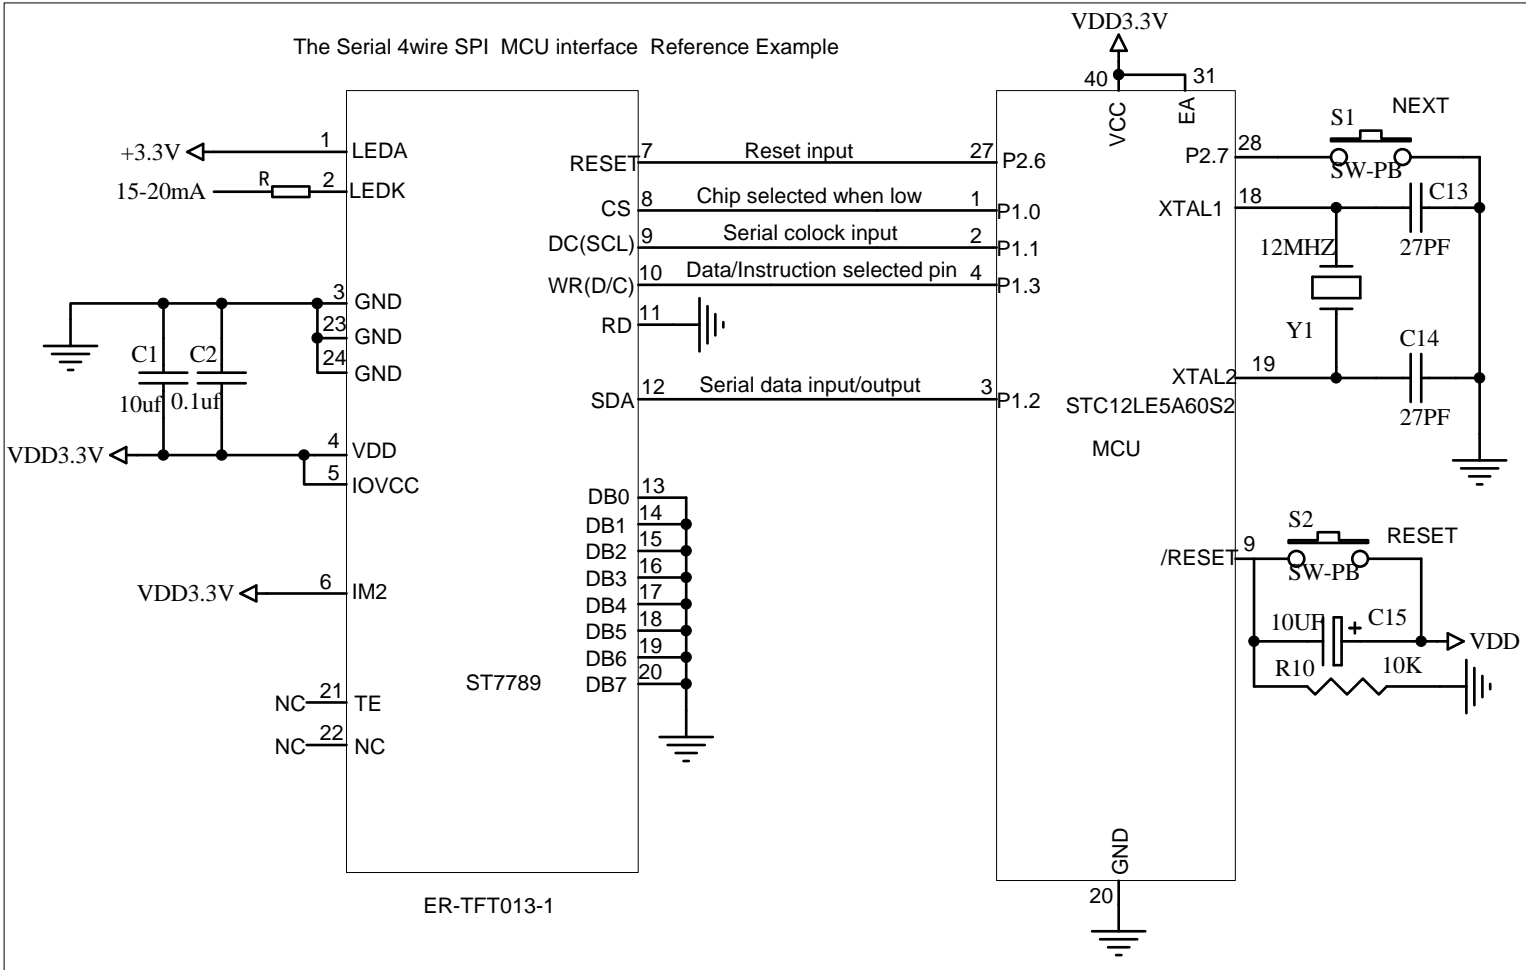 The Serial 4wire SPI  MCU interface  Reference Example
VDD3.3V
+3.3V
1
LEDA
15-20mA
R
2
LEDK
3
GND
23
GND
24
GND
C1
C2
10uf
0.1uf
VDD3.3V
4
VDD
5
IOVCC
VDD3.3V
6
IM2
NC
21
TE
NC
22
NC
ST7789
ER-TFT013-1
RESET
7
Reset input
27
P2.6
CS
8
Chip selected when low
1
P1.0
DC(SCL)
9
Serial colock input
2
P1.1
WR(D/C)
10
Data/Instruction selected pin
4
P1.3
RD
11
SDA
12
Serial data input/output
3
P1.2
DB0
13
DB1
14
DB2
15
DB3
16
DB4
17
DB5
18
DB6
19
DB7
20
40
31
VCC
EA
P2.7
28
S1
NEXT
SW-PB
XTAL1
18
C13
27PF
12MHZ
Y1
C14
XTAL2
19
27PF
STC12LE5A60S2
MCU
/RESET
9
S2
RESET
SW-PB
10UF
+
C15
VDD
R10
10K
GND
20